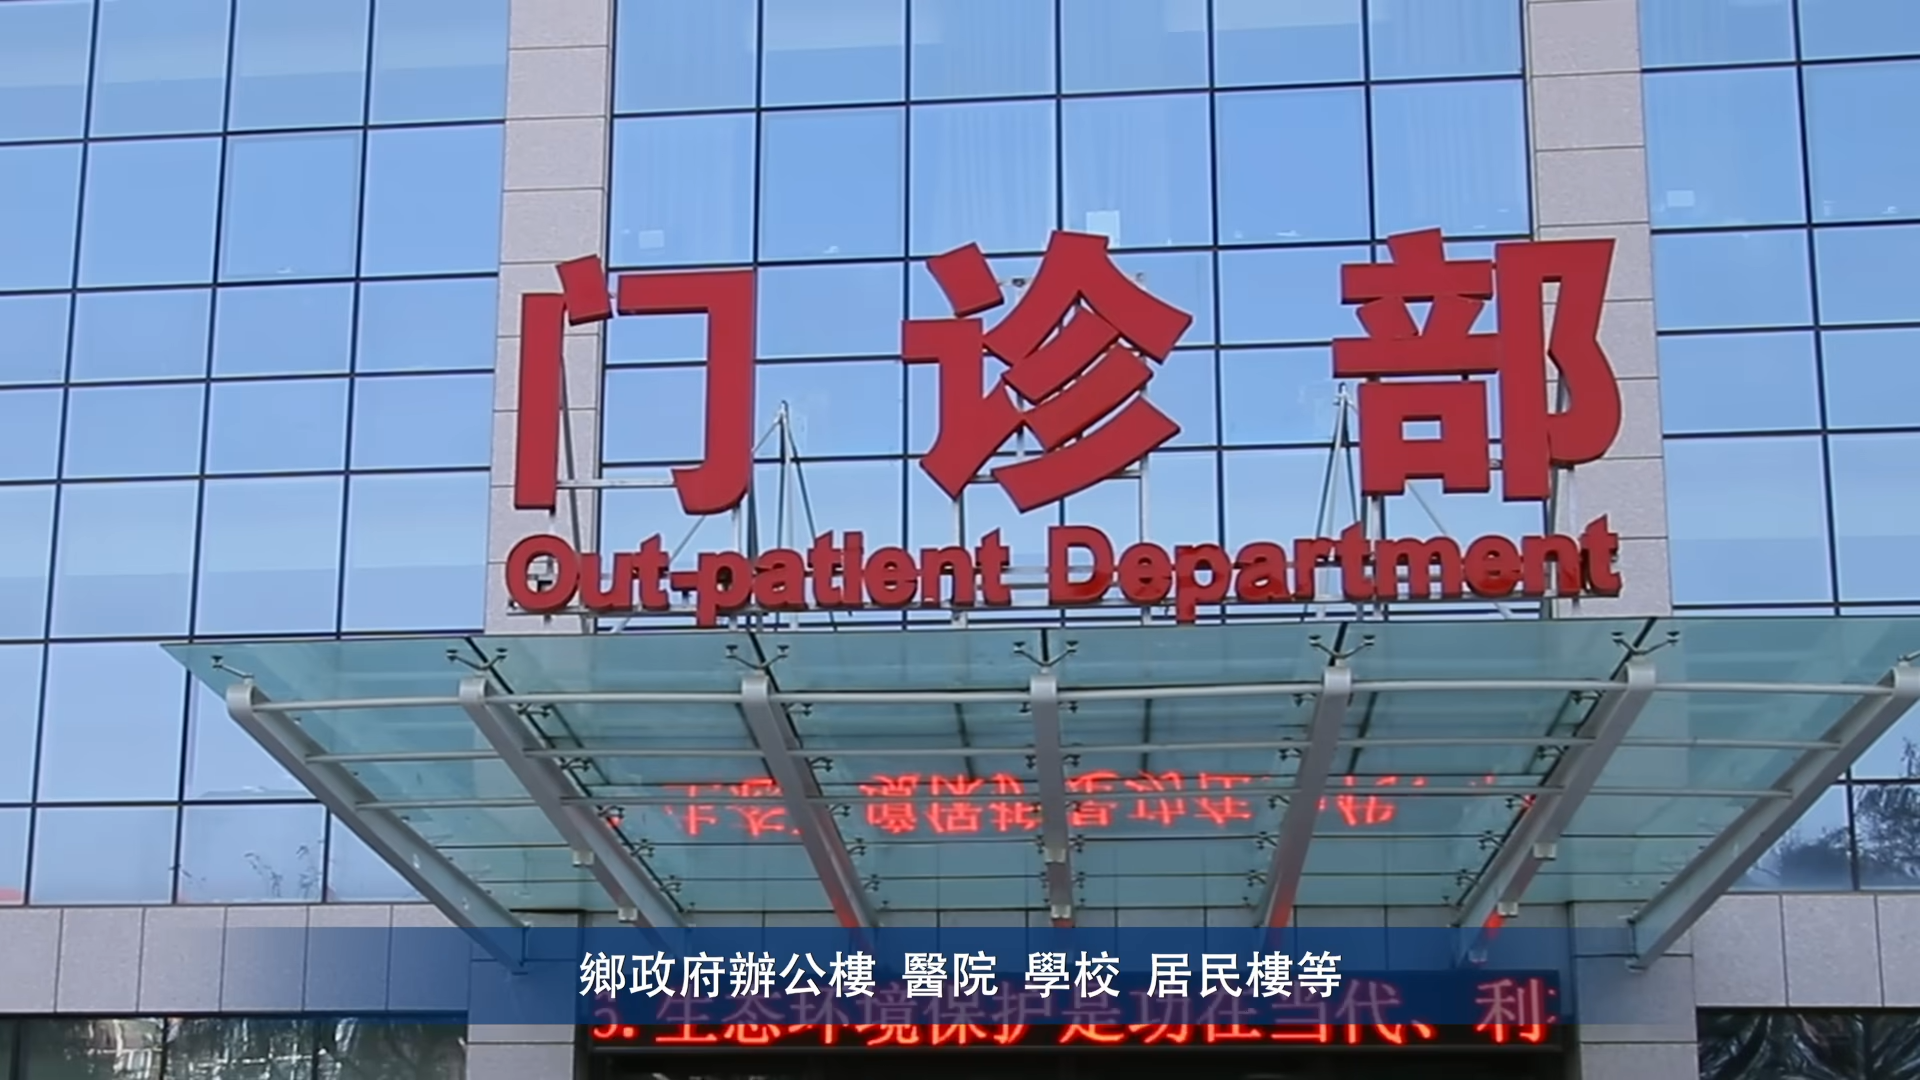 门诊部
Out-patient Department
鄉政府辦公樓 醫院 學校 居民樓等
5.生态环境保护是功在当代、利